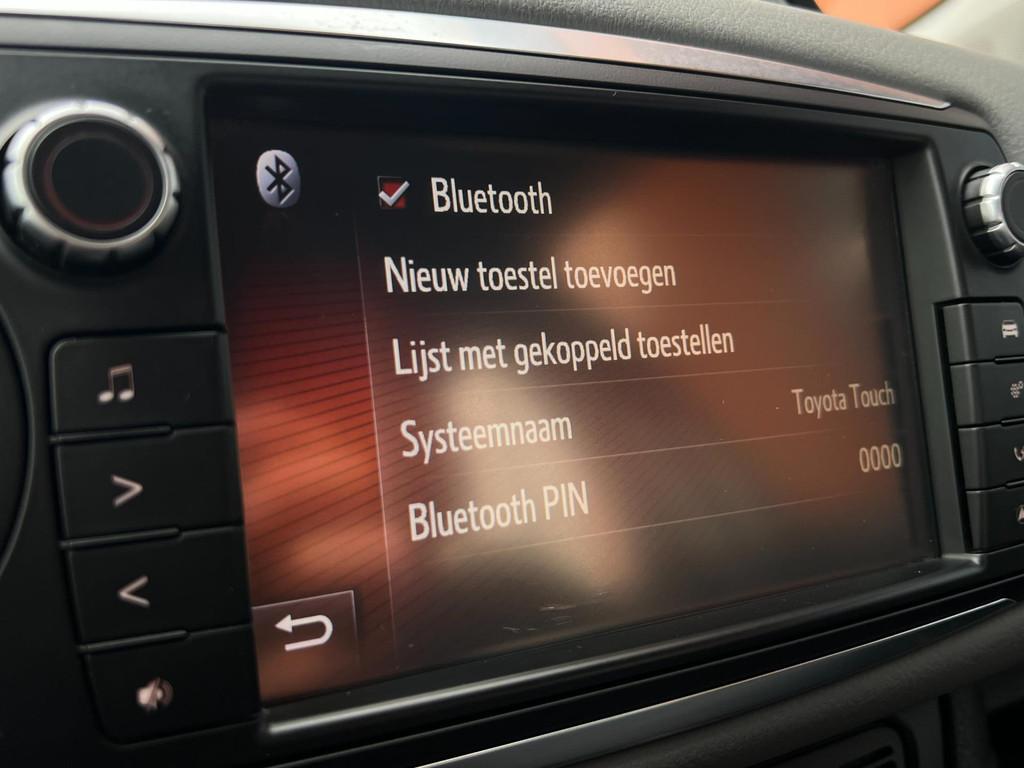 Bluetooth
Nieuw toestel toevoegen
Lijst met gekoppeld toestellen
Systeemnaam Toyota Touch
Bluetooth PIN 0000